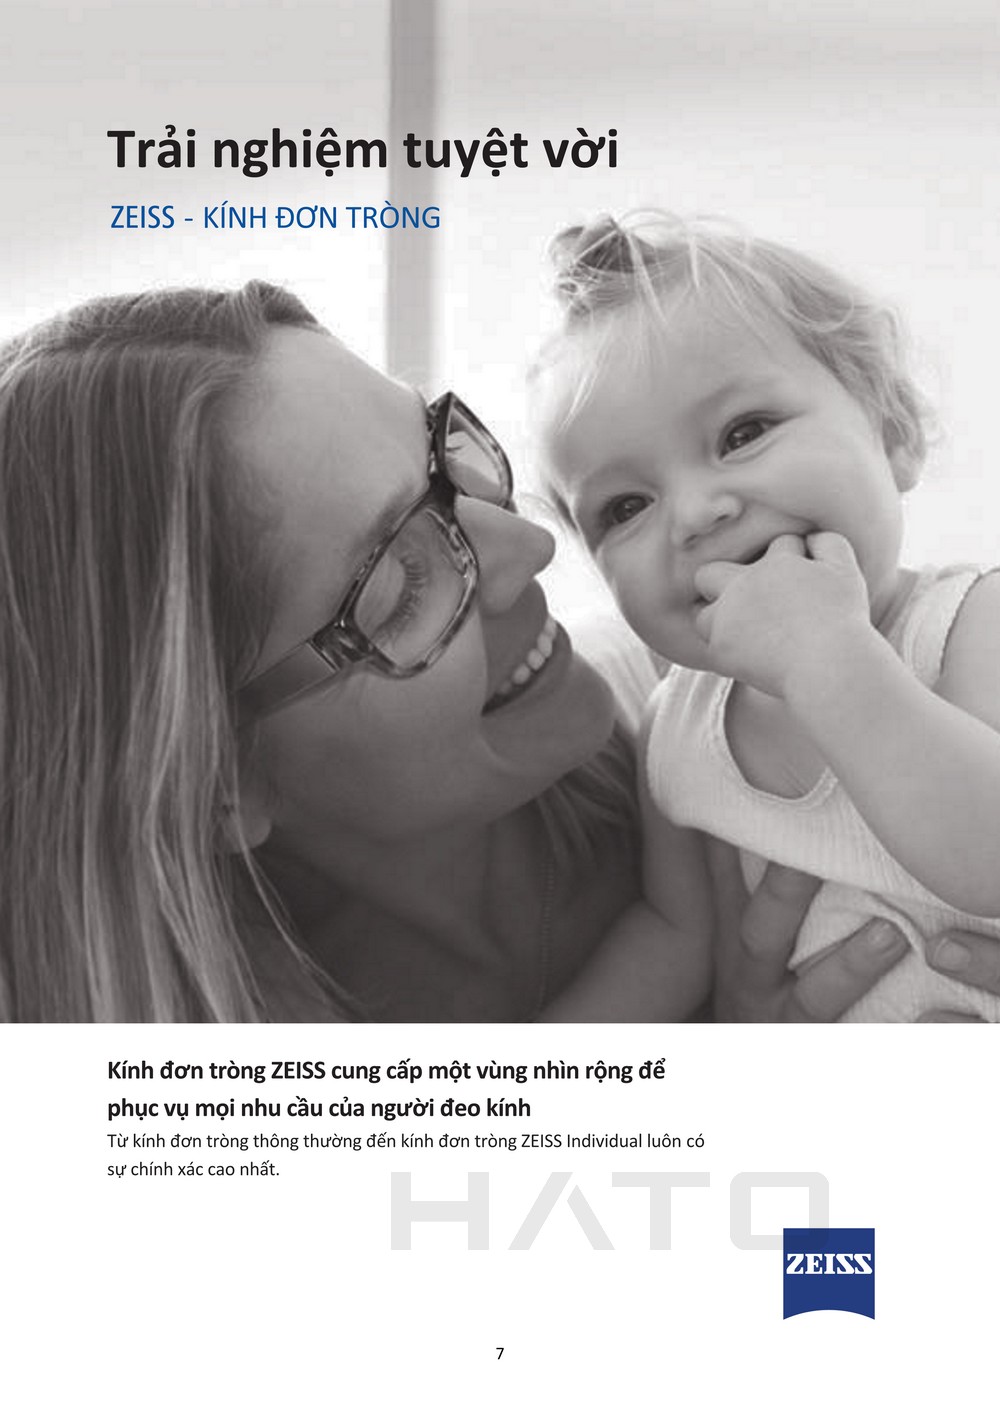 Trải nghiệm tuyệt vời
ZEISS - KÍNH ĐƠN TRÒNG
Kính đơn tròng ZEISS cung cấp một vùng nhìn rộng để
phục vụ mọi nhu cầu của người đeo kính
Từ kính đơn tròng thông thường đến kính đơn tròng ZEISS Individual luôn có
sự chính xác cao nhất.
HATO
ZEISS
7